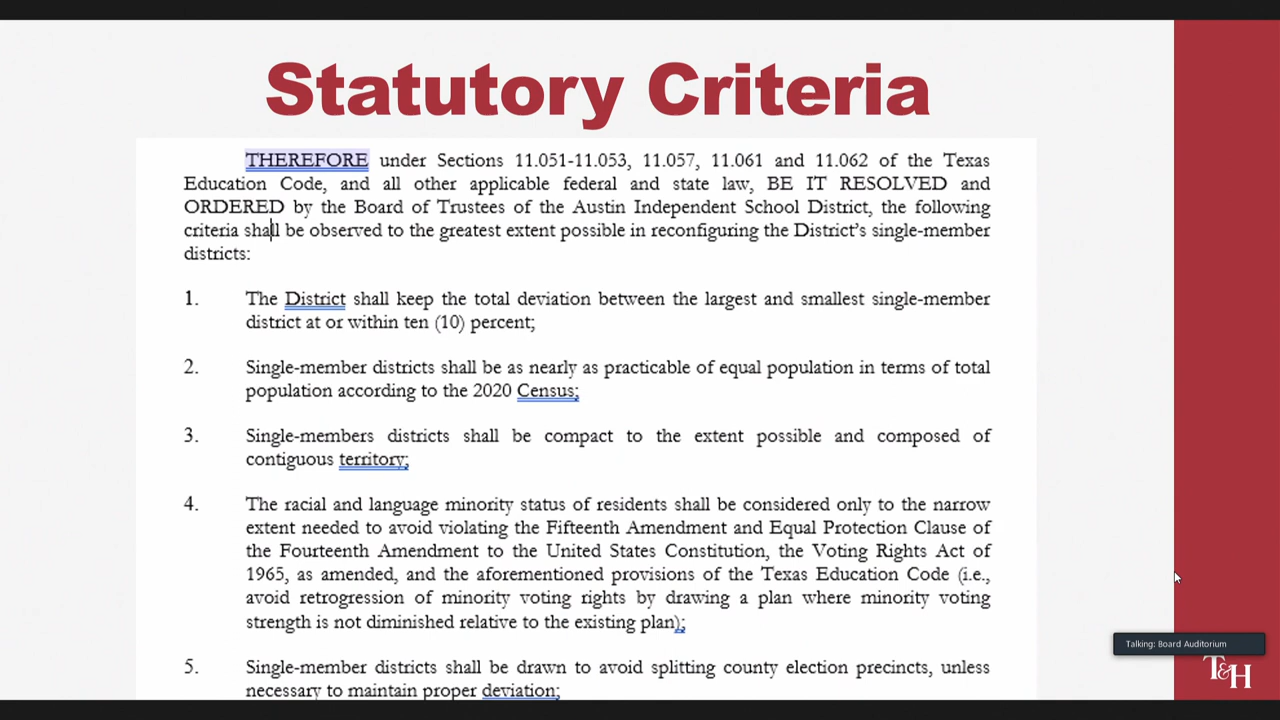 Statutory Criteria
THEREFORE under Sections 11.051-11.053, 11.057, 11.061 and 11.062 of the Texas
Education Code, and all other applicable federal and state law, BE IT RESOLVED and
ORDERED by the Board of Trustees of the Austin Independent School District, the following
criteria shall be observed to the greatest extent possible in reconfiguring the District's single-member
districts:
1. The District shall keep the total deviation between the largest and smallest single-member
district at or within ten (10) percent;
2. Single-member districts shall be as nearly as practicable of equal population in terms of total
population according to the 2020 Census;
3. Single-members districts shall be compact to the extent possible and composed of
contiguous territory;
4. The racial and language minority status of residents shall be considered only to the narrow
extent needed to avoid violating the Fifteenth Amendment and Equal Protection Clause of
the Fourteenth Amendment to the United States Constitution, the Voting Rights Act of
1965, as amended, and the aforementioned provisions of the Texas Education Code (i.e.,
avoid retrogression of minority voting rights by drawing a plan where minority voting
strength is not diminished relative to the existing plan);
5. Single-member districts shall be drawn to avoid splitting county election precincts, unless
necessary to maintain proper deviation;
Talking: Board Auditorium
T&H